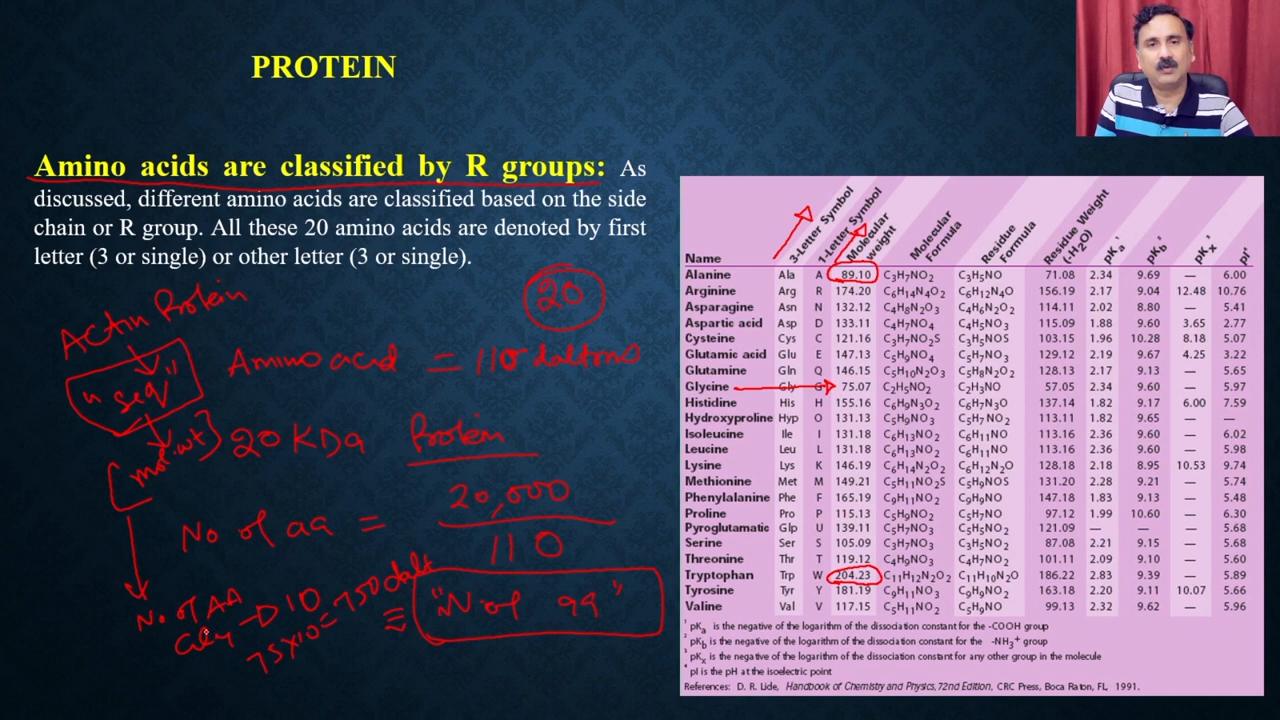 PROTEIN
Amino acids are classified by R groups: As
discussed, different amino acids are classified based on the side
chain or R group. All these 20 amino acids are denoted by first
letter (3 or single) or other letter (3 or single).
20
Actin Protein
"seq"
Amino acid = 110 daltons
[mol.wt} 20 KDa Protein
No of aa = 20,000
110
"No of aa"
No of AA
Gly 10
75x10 = 750 dalt
Name 3-Letter Symbol 1-Letter Symbol Molecular weight Molecular Formula Residue Formula Residue Weight (-H2O) pKa¹ pKb² pKx³ pI⁴
Alanine Ala A 89.10 C3H7NO2 C3H5NO 71.08 2.34 9.69 — 6.00
Arginine Arg R 174.20 C6H14N4O2 C6H12N4O 156.19 2.17 9.04 12.48 10.76
Asparagine Asn N 132.12 C4H8N2O3 C4H6N2O2 114.11 2.02 8.80 — 5.41
Aspartic acid Asp D 133.11 C4H7NO4 C4H5NO3 115.09 1.88 9.60 3.65 2.77
Cysteine Cys C 121.16 C3H7NO2S C3H5NOS 103.15 1.96 10.28 8.18 5.07
Glutamic acid Glu E 147.13 C5H9NO4 C5H7NO3 129.12 2.19 9.67 4.25 3.22
Glutamine Gln Q 146.15 C5H10N2O3 C5H8N2O2 128.13 2.17 9.13 — 5.65
Glycine Gly G 75.07 C2H5NO2 C2H3NO 57.05 2.34 9.60 — 5.97
Histidine His H 155.16 C6H9N3O2 C6H7N3O 137.14 1.82 9.17 6.00 7.59
Hydroxyproline Hyp O 131.13 C5H9NO3 C5H7NO2 113.11 1.82 9.65 — —
Isoleucine Ile I 131.18 C6H13NO2 C6H11NO 113.16 2.36 9.60 — 6.02
Leucine Leu L 131.18 C6H13NO2 C6H11NO 113.16 2.36 9.60 — 5.98
Lysine Lys K 146.19 C6H14N2O2 C6H12N2O 128.18 2.18 8.95 10.53 9.74
Methionine Met M 149.21 C5H11NO2S C5H9NOS 131.20 2.28 9.21 — 5.74
Phenylalanine Phe F 165.19 C9H11NO2 C9H9NO 147.18 1.83 9.13 — 5.48
Proline Pro P 115.13 C5H9NO2 C5H7NO 97.12 1.99 10.60 — 6.30
Pyroglutamatic Glp U 139.11 C5H7NO3 C5H5NO2 121.09 — — — 5.68
Serine Ser S 105.09 C3H7NO3 C3H5NO2 87.08 2.21 9.15 — 5.68
Threonine Thr T 119.12 C4H9NO3 C4H7NO2 101.11 2.09 9.10 — 5.60
Tryptophan Trp W 204.23 C11H12N2O2 C11H10N2O 186.22 2.83 9.39 — 5.89
Tyrosine Tyr Y 181.19 C9H11NO3 C9H9NO2 163.18 2.20 9.11 10.07 5.66
Valine Val V 117.15 C5H11NO2 C5H9NO 99.13 2.32 9.62 — 5.96
¹ pKa is the negative of the logarithm of the dissociation constant for the -COOH group
² pKb is the negative of the logarithm of the dissociation constant for the -NH3+ group
³ pKx is the negative of the logarithm of the dissociation constant for any other group in the molecule
⁴ pI is the pH at the isoelectric point
References: D. R. Lide, Handbook of Chemistry and Physics, 72nd Edition, CRC Press, Boca Raton, FL, 1991.